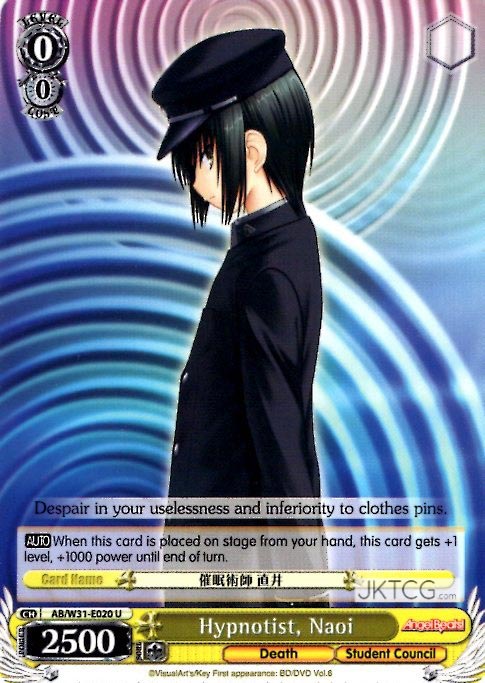 LEVEL
0
0
COST
Despair in your uselessness and inferiority to clothes pins.
AUTO When this card is placed on stage from your hand, this card gets +1
level, +1000 power until end of turn.
Card Name 催眠術師 直井
JKTCG.com
CH AB/W31-E020 U
Hypnotist, Naoi
Angel Beats!
POWER 2500
Death Student Council
©VisualArt's/Key First appearance: BD/DVD Vol.6